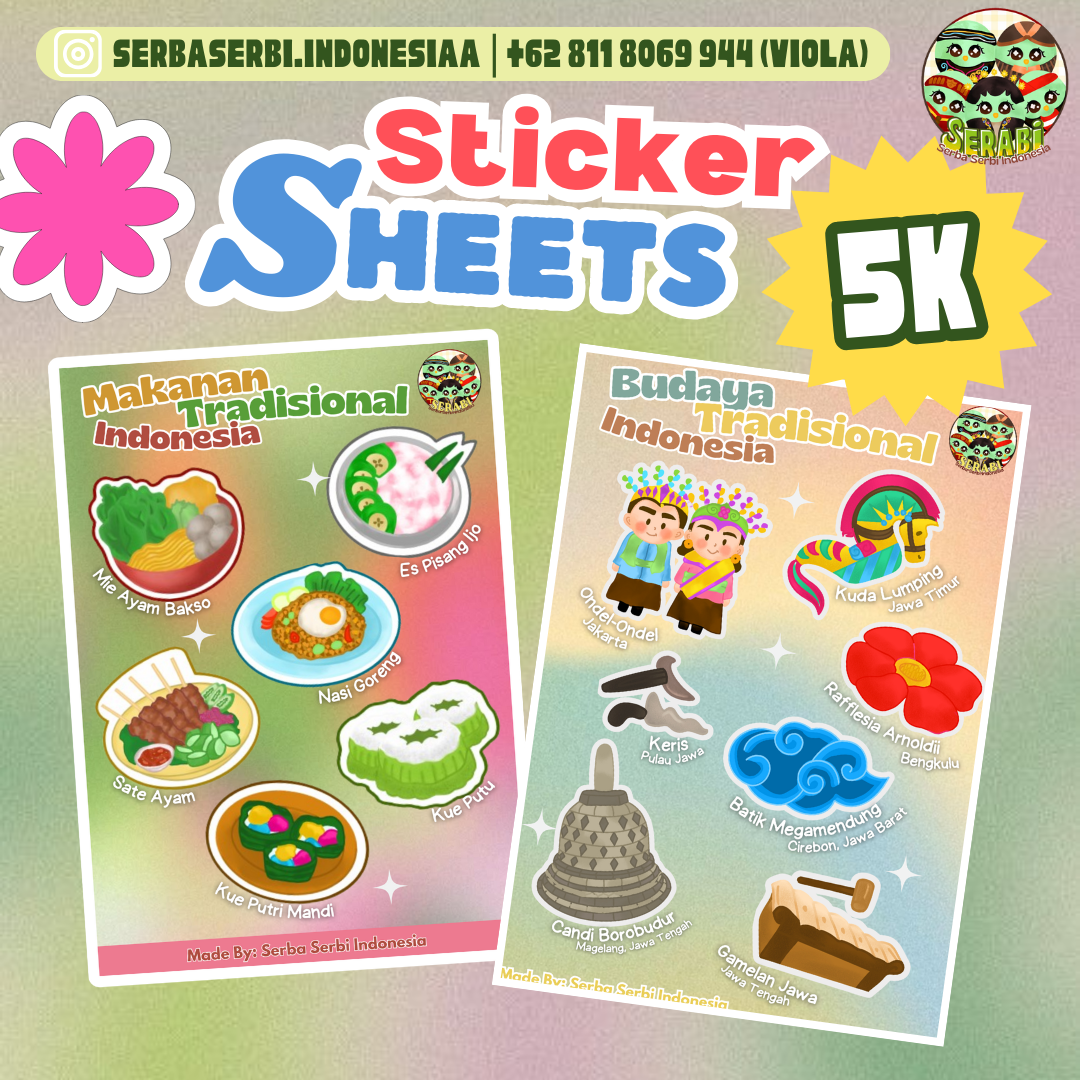 SERBASERBI.INDONESIAA | +62 811 8069 944 (VIOLA)
SERABI
Serba Serbi Indonesia
Sticker
SHEETS
5K
Makanan
Tradisional
Indonesia
SERABI
Mie Ayam Bakso
Es Pisang Ijo
Nasi Goreng
Sate Ayam
Kue Putu
Kue Putri Mandi
Made By: Serba Serbi Indonesia
Budaya
Tradisional
Indonesia
SERABI
Ondel-Ondel
Jakarta
Kuda Lumping
Jawa Timur
Rafflesia Arnoldii
Bengkulu
Keris
Pulau Jawa
Batik Megamendung
Cirebon, Jawa Barat
Candi Borobudur
Magelang, Jawa Tengah
Gamelan Jawa
Jawa Tengah
Made By: Serba Serbi Indonesia